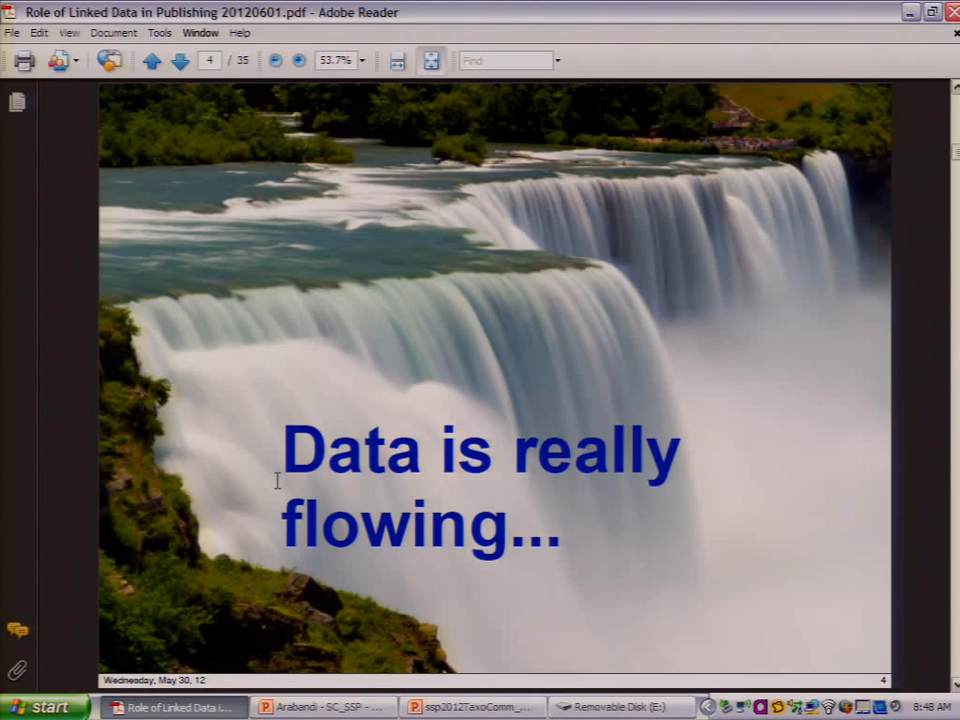 Role of Linked Data in Publishing 20120601.pdf - Adobe Reader
File Edit View Document Tools Window Help
4 / 35 53.7% Find
Data is really
flowing...
Wednesday, May 30, 12 4
start Role of Linked Data i... Arabandi - SC_SSP - ... ssp2012TaxoComm_... Removable Disk (E:) 8:48 AM